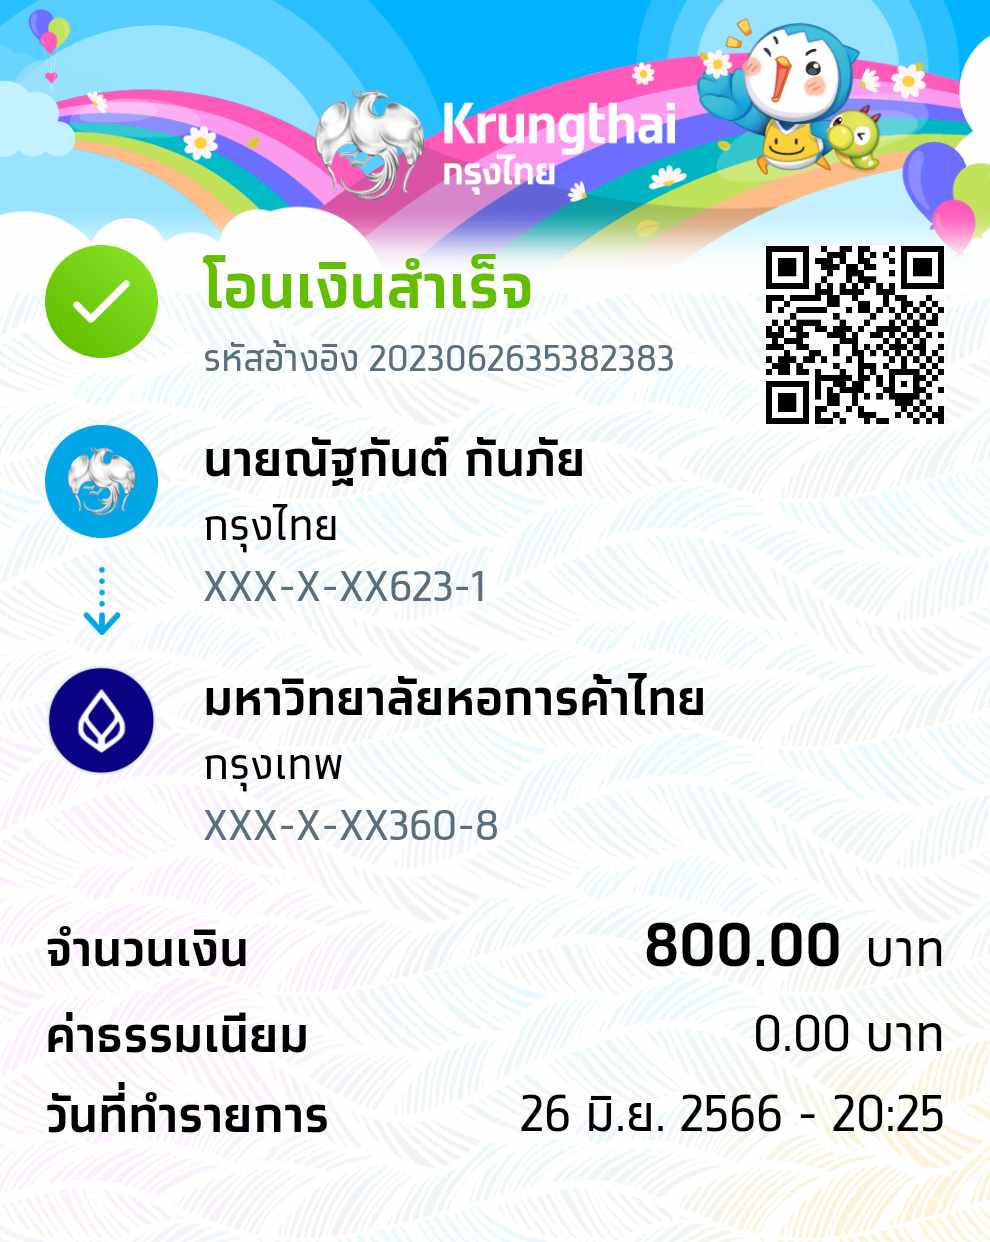 Krungthai
กรุงไทย
โอนเงินสำเร็จ
รหัสอ้างอิง 2023062635382383
นายณัฐกันต์ กันภัย
กรุงไทย
XXX-X-XX623-1
มหาวิทยาลัยหอการค้าไทย
กรุงเทพ
XXX-X-XX360-8
จำนวนเงิน 800.00 บาท
ค่าธรรมเนียม 0.00 บาท
วันที่ทำรายการ 26 มิ.ย. 2566 - 20:25